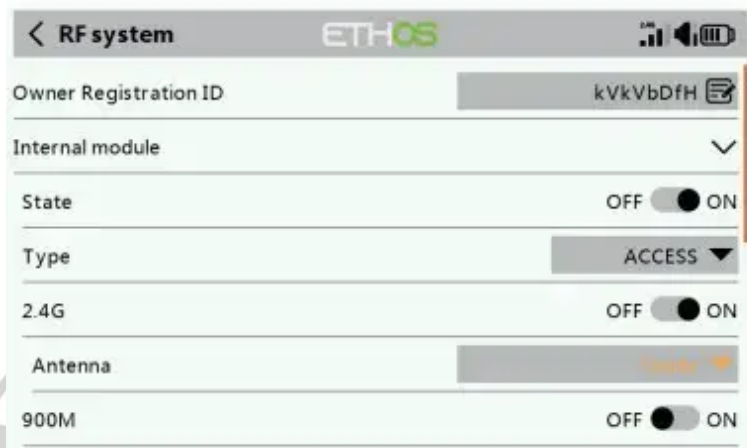 RF system ETHOS
Owner Registration ID kVkVbDfH
Internal module
State OFF ON
Type ACCESS
2.4G OFF ON
Antenna
900M OFF ON